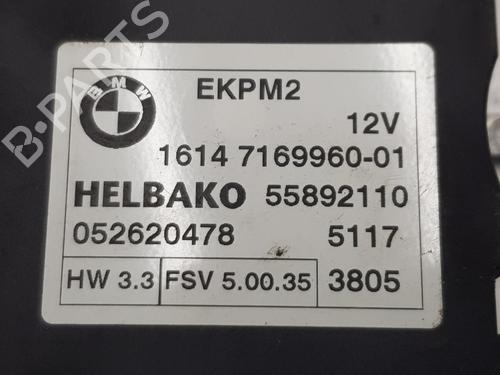 B-PARTS
BMW
EKPM2
12V
1614 7169960-01
HELBAKO 55892110
052620478 5117
HW 3.3 FSV 5.00.35 3805